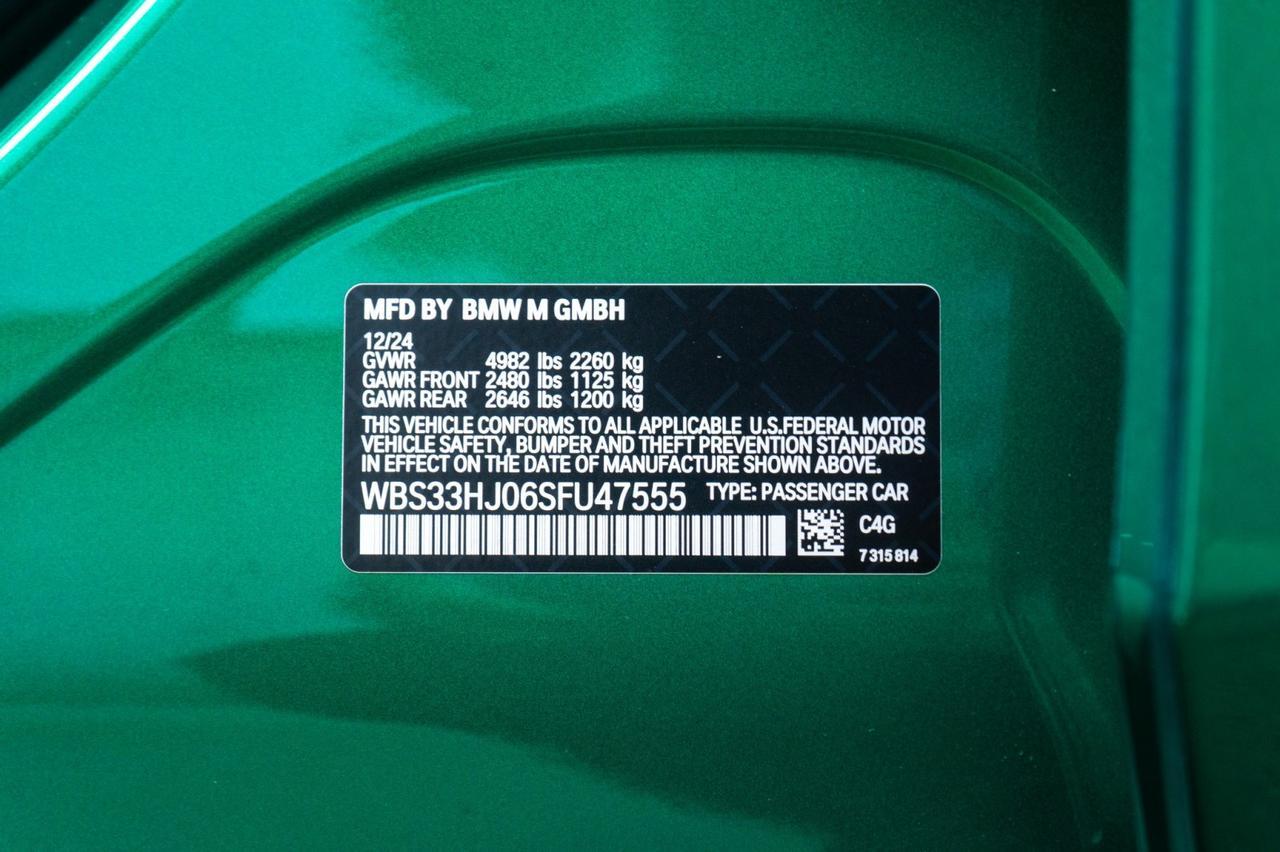 MFD BY BMW M GMBH
12/24
GVWR 4982 lbs 2260 kg
GAWR FRONT 2480 lbs 1125 kg
GAWR REAR 2646 lbs 1200 kg
THIS VEHICLE CONFORMS TO ALL APPLICABLE U.S.FEDERAL MOTOR
VEHICLE SAFETY, BUMPER AND THEFT PREVENTION STANDARDS
IN EFFECT ON THE DATE OF MANUFACTURE SHOWN ABOVE.
WBS33HJ06SFU47555 TYPE: PASSENGER CAR
C4G
7 315 814